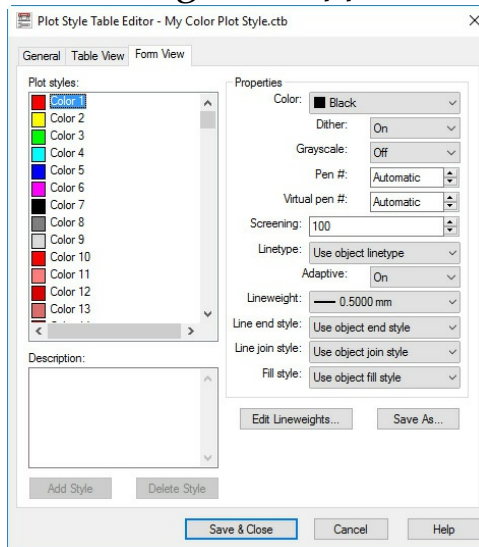 Plot Style Table Editor - My Color Plot Style.ctb
General Table View Form View
Plot styles:
Color 1
Color 2
Color 3
Color 4
Color 5
Color 6
Color 7
Color 8
Color 9
Color 10
Color 11
Color 12
Color 13
Description:
Add Style Delete Style
Properties
Color: Black
Dither: On
Grayscale: Off
Pen #: Automatic
Virtual pen #: Automatic
Screening: 100
Linetype: Use object linetype
Adaptive: On
Lineweight: 0.5000 mm
Line end style: Use object end style
Line join style: Use object join style
Fill style: Use object fill style
Edit Lineweights... Save As...
Save & Close Cancel Help